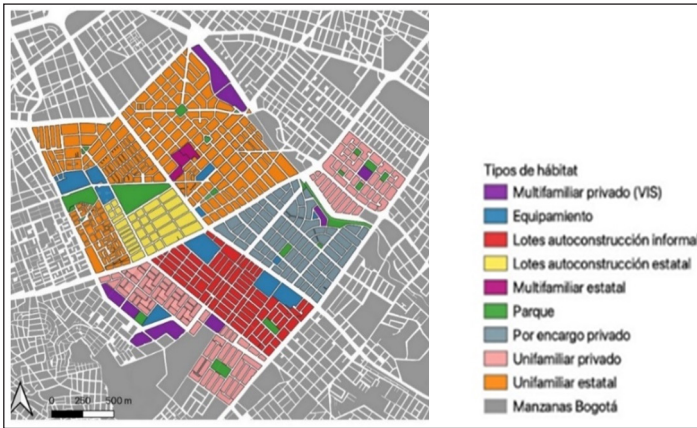 Tipos de hábitat
Multifamiliar privado (VIS)
Equipamiento
Lotes autoconstrucción informal
Lotes autoconstrucción estatal
Multifamiliar estatal
Parque
Por encargo privado
Unifamiliar privado
Unifamiliar estatal
Manzanas Bogotá
0 250 500 m